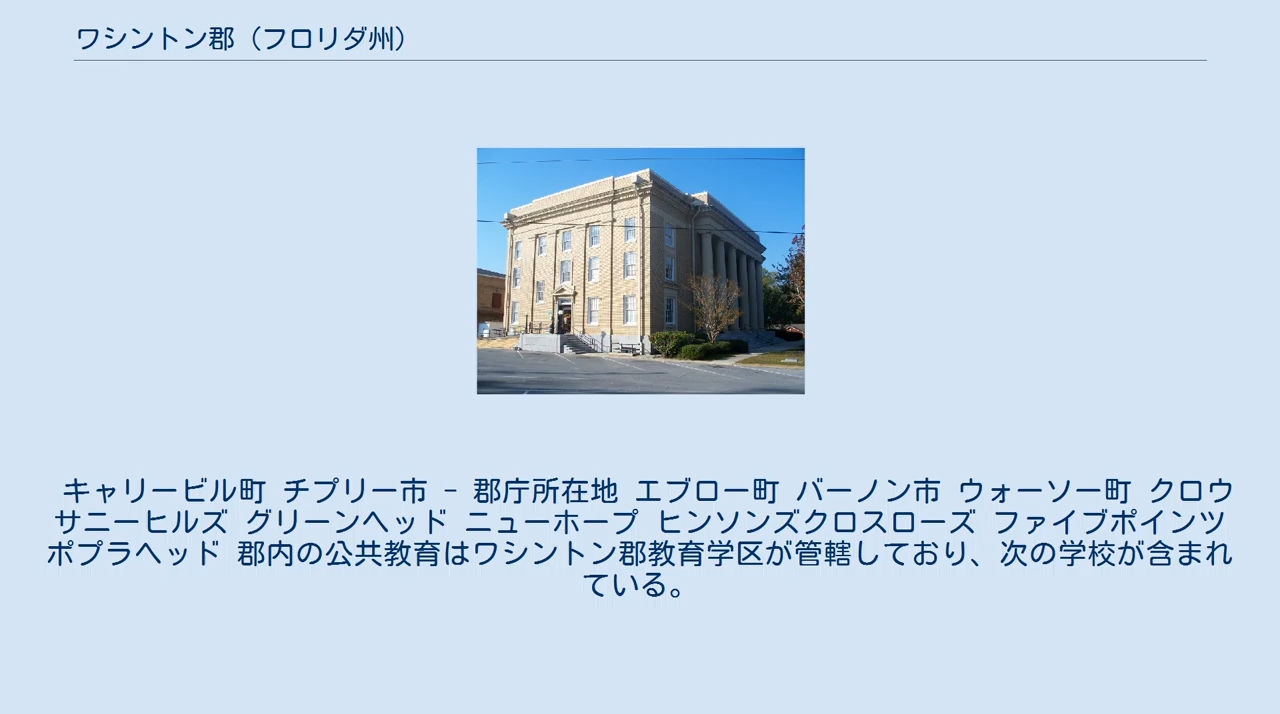 ワシントン郡（フロリダ州）
キャリービル町 チプリー市 - 郡庁所在地 エブロー町 バーノン市 ウォーソー町 クロウ
サニーヒルズ グリーンヘッド ニューホープ ヒンソンズクロスローズ ファイブポインツ
ポプラヘッド 郡内の公共教育はワシントン郡教育学区が管轄しており、次の学校が含まれ
ている。